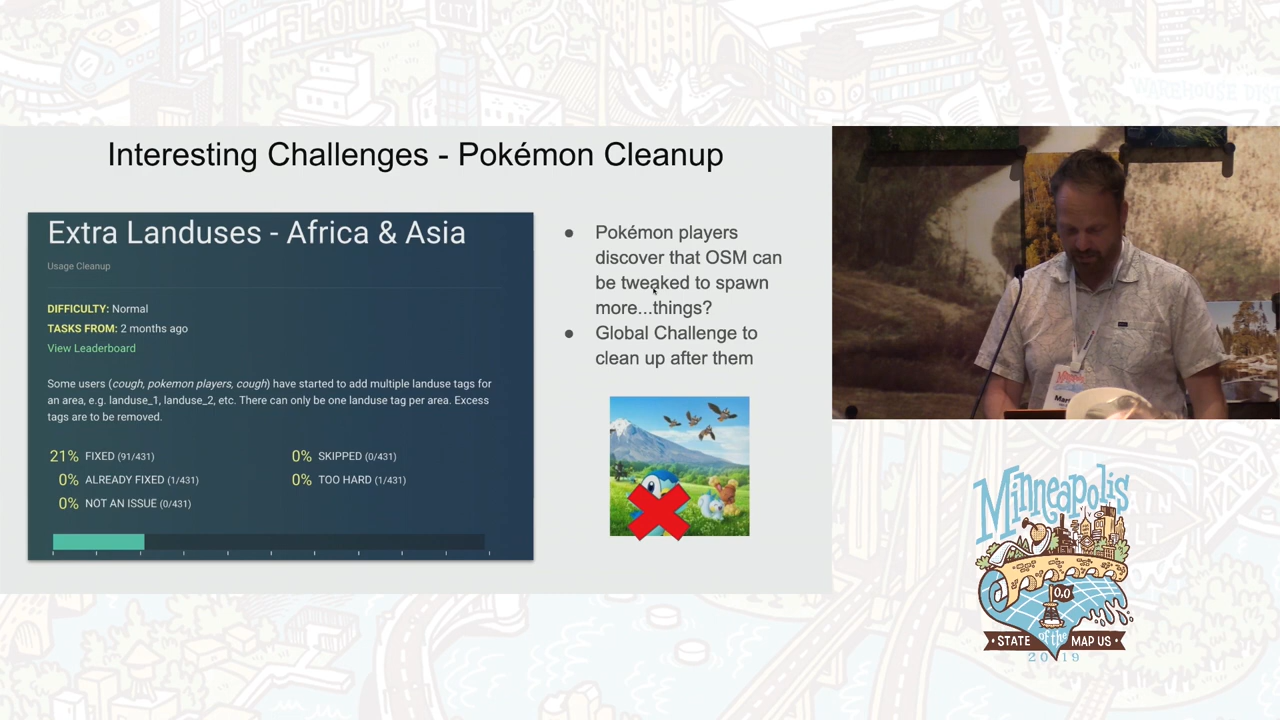 FLOUR
CITY
HENNEPIN
WAREHOUSE DIST
Interesting Challenges - Pokémon Cleanup
Extra Landuses - Africa & Asia
Usage Cleanup
DIFFICULTY: Normal
TASKS FROM: 2 months ago
View Leaderboard
Some users (cough, pokemon players, cough) have started to add multiple landuse tags for
an area, e.g. landuse_1, landuse_2, etc. There can only be one landuse tag per area. Excess
tags are to be removed.
21% FIXED (91/431)
0% SKIPPED (0/431)
0% ALREADY FIXED (1/431)
0% TOO HARD (1/431)
0% NOT AN ISSUE (0/431)
● Pokémon players
discover that OSM can
be tweaked to spawn
more...things?
● Global Challenge to
clean up after them
Minneapolis
STATE of the MAP US
2019